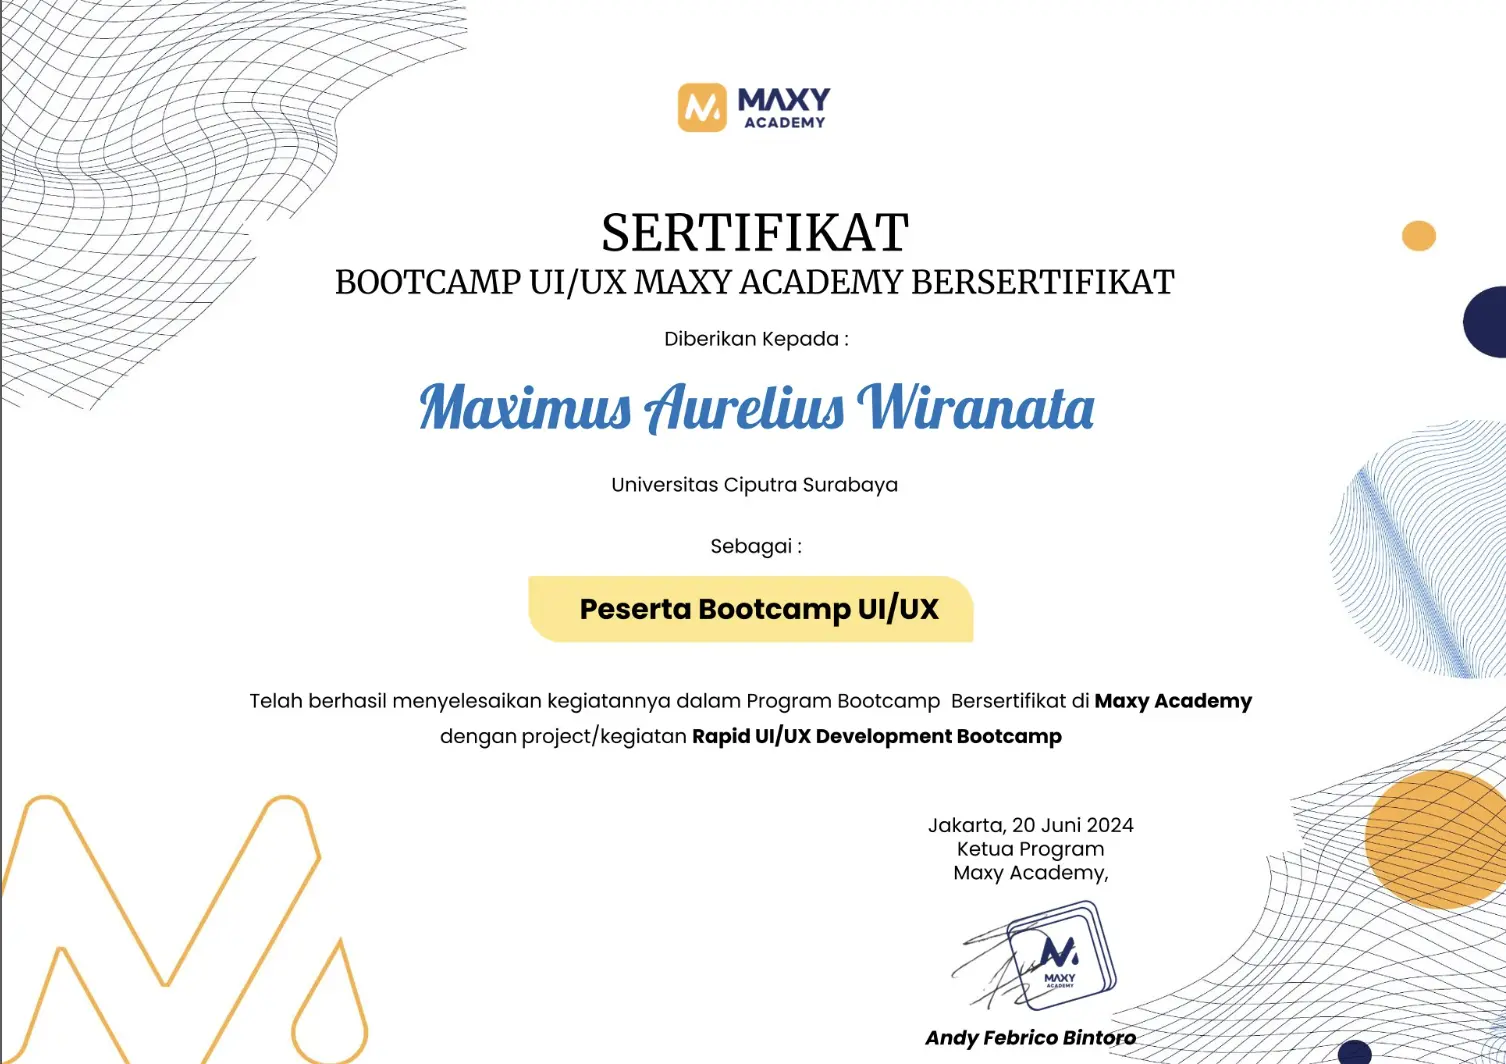 MAXY
ACADEMY
SERTIFIKAT
BOOTCAMP UI/UX MAXY ACADEMY BERSERTIFIKAT
Diberikan Kepada :
Maximus Aurelius Wiranata
Universitas Ciputra Surabaya
Sebagai :
Peserta Bootcamp UI/UX
Telah berhasil menyelesaikan kegiatannya dalam Program Bootcamp Bersertifikat di Maxy Academy
dengan project/kegiatan Rapid UI/UX Development Bootcamp
Jakarta, 20 Juni 2024
Ketua Program
Maxy Academy,
MAXY
ACADEMY
Andy Febrico Bintoro